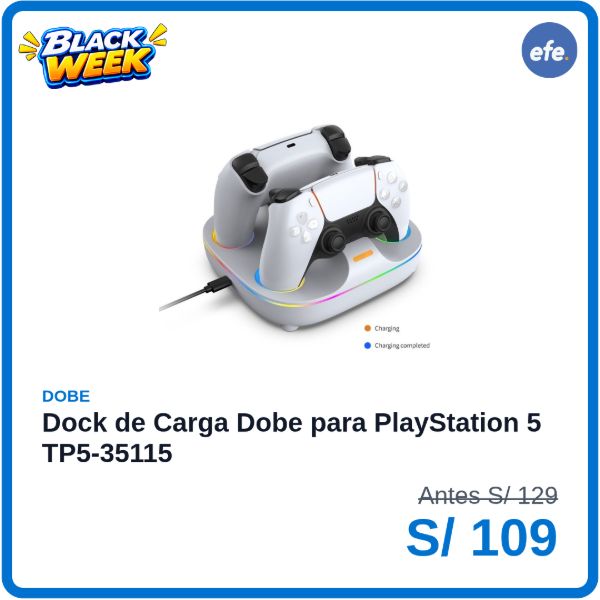 BLACK
WEEK
efe.
Charging
Charging completed
DOBE
Dock de Carga Dobe para PlayStation 5
TP5-35115
Antes S/ 129
S/ 109